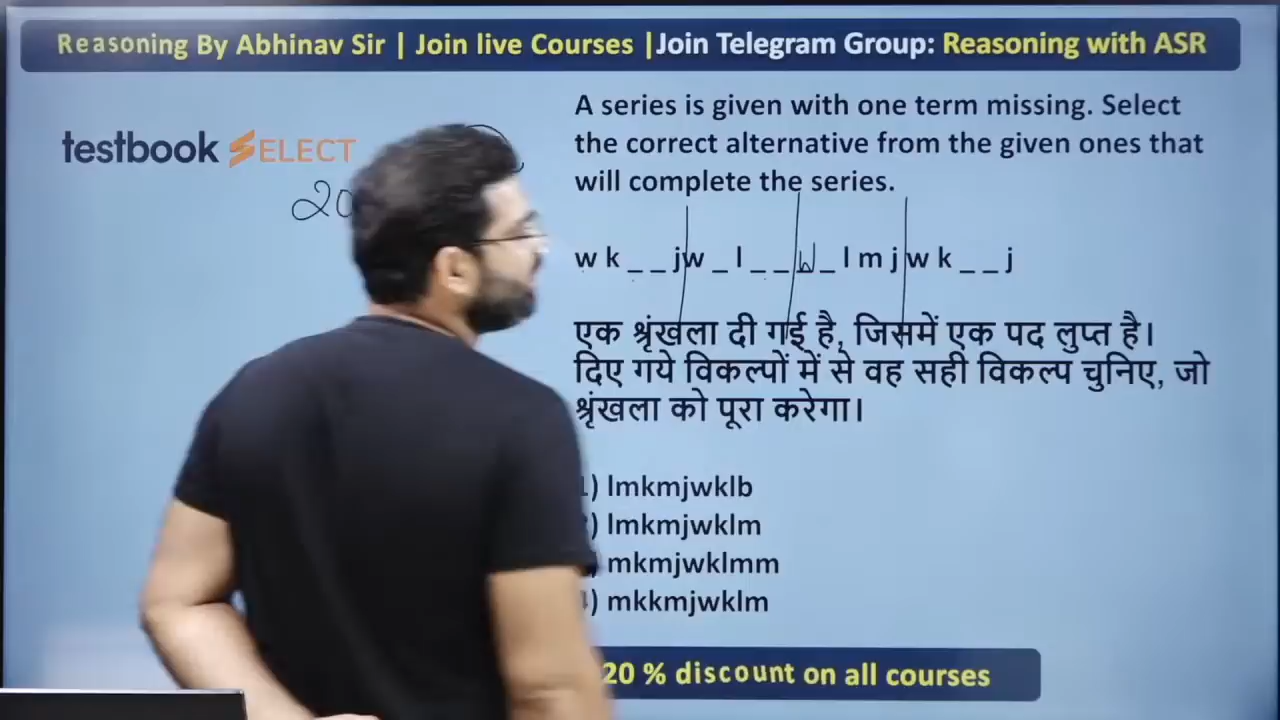 Reasoning By Abhinav Sir | Join live Courses |Join Telegram Group: Reasoning with ASR
testbook SELECT
20
A series is given with one term missing. Select
the correct alternative from the given ones that
will complete the series.
w k _ _ j w _ l _ _ w _ l m j w k _ _ j
एक श्रृंखला दी गई है, जिसमें एक पद लुप्त है।
दिए गये विकल्पों में से वह सही विकल्प चुनिए, जो
श्रृंखला को पूरा करेगा।
1) lmkmjwklb
) lmkmjwklm
) mkmjwklmm
) mkkmjwklm
20 % discount on all courses